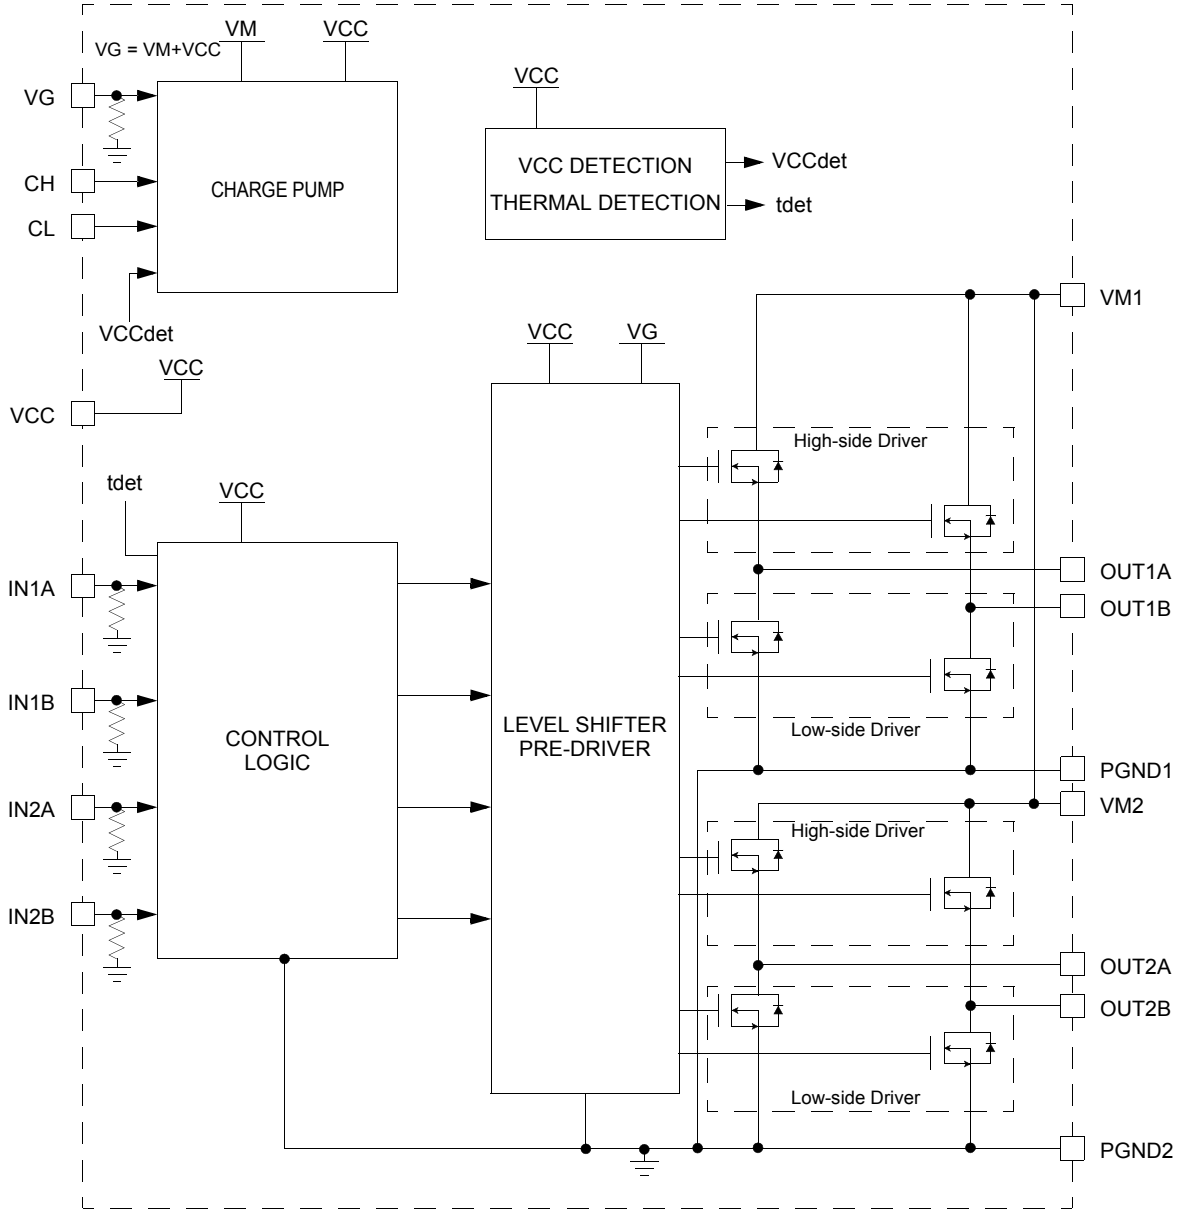 VM
VCC
VG = VM+VCC
VG
CH
CL
CHARGE PUMP
VCCdet
VCC
VCC DETECTION
THERMAL DETECTION
VCCdet
tdet
VCC
VCC
VM1
VCC
VG
High-side Driver
tdet
VCC
IN1A
IN1B
IN2A
IN2B
CONTROL
LOGIC
LEVEL SHIFTER
PRE-DRIVER
OUT1A
OUT1B
Low-side Driver
PGND1
VM2
High-side Driver
OUT2A
OUT2B
Low-side Driver
PGND2